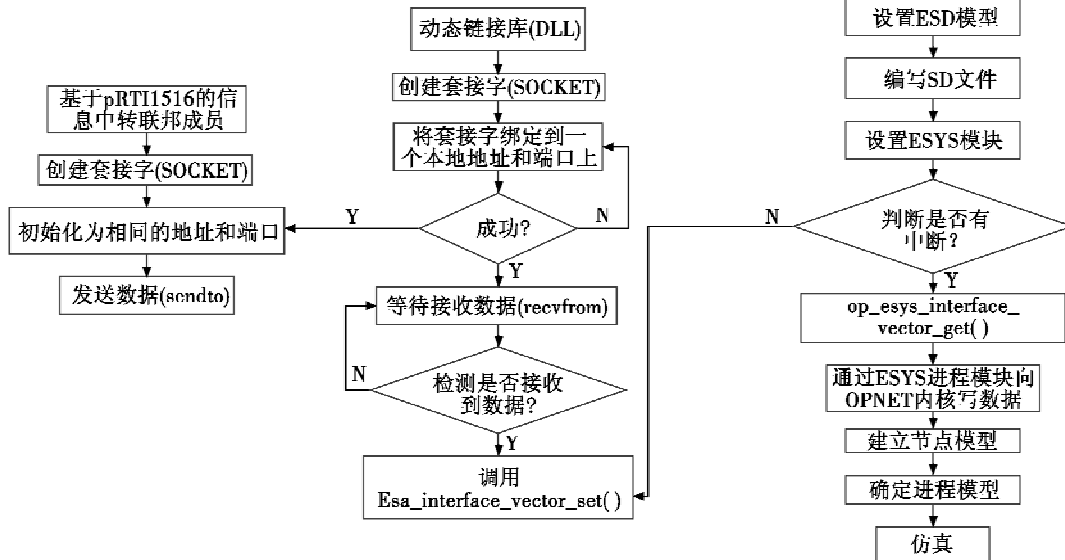 基于pRTI1516的信
息中转联邦成员
创建套接字(SOCKET)
初始化为相同的地址和端口
发送数据(sendto)
动态链接库(DLL)
创建套接字(SOCKET)
将套接字绑定到一
个本地地址和端口上
成功?
Y
N
Y
等待接收数据(recvfrom)
检测是否接收
到数据?
N
Y
调用
Esa_interface_vector_set()
设置ESD模型
编写SD文件
设置ESYS模块
判断是否有
中断?
N
Y
op_esys_interface_
vector_get()
通过ESYS进程模块向
OPNET内核写数据
建立节点模型
确定进程模型
仿真